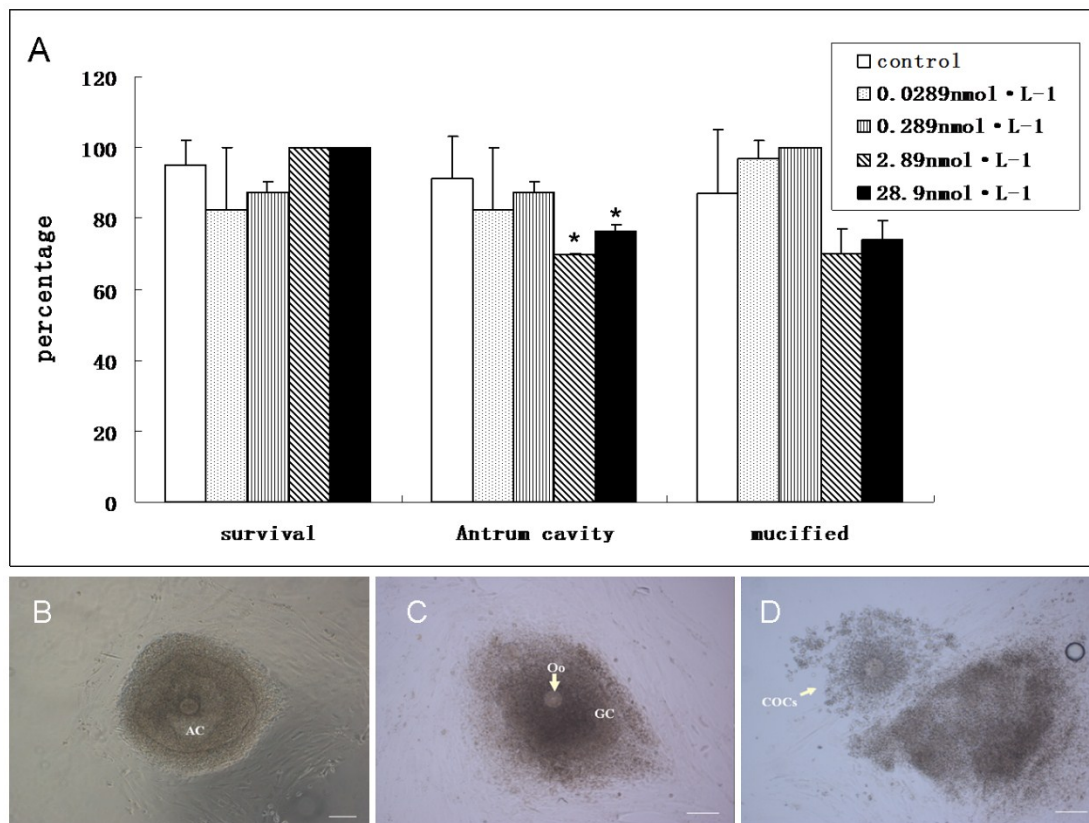 A
120
100
80
60
40
20
0
percentage
survival
Antrum cavity
mucified
*
*
control
0.0289nmol·L-1
0.289nmol·L-1
2.89nmol·L-1
28.9nmol·L-1
B
AC
C
Oo
GC
D
COCs